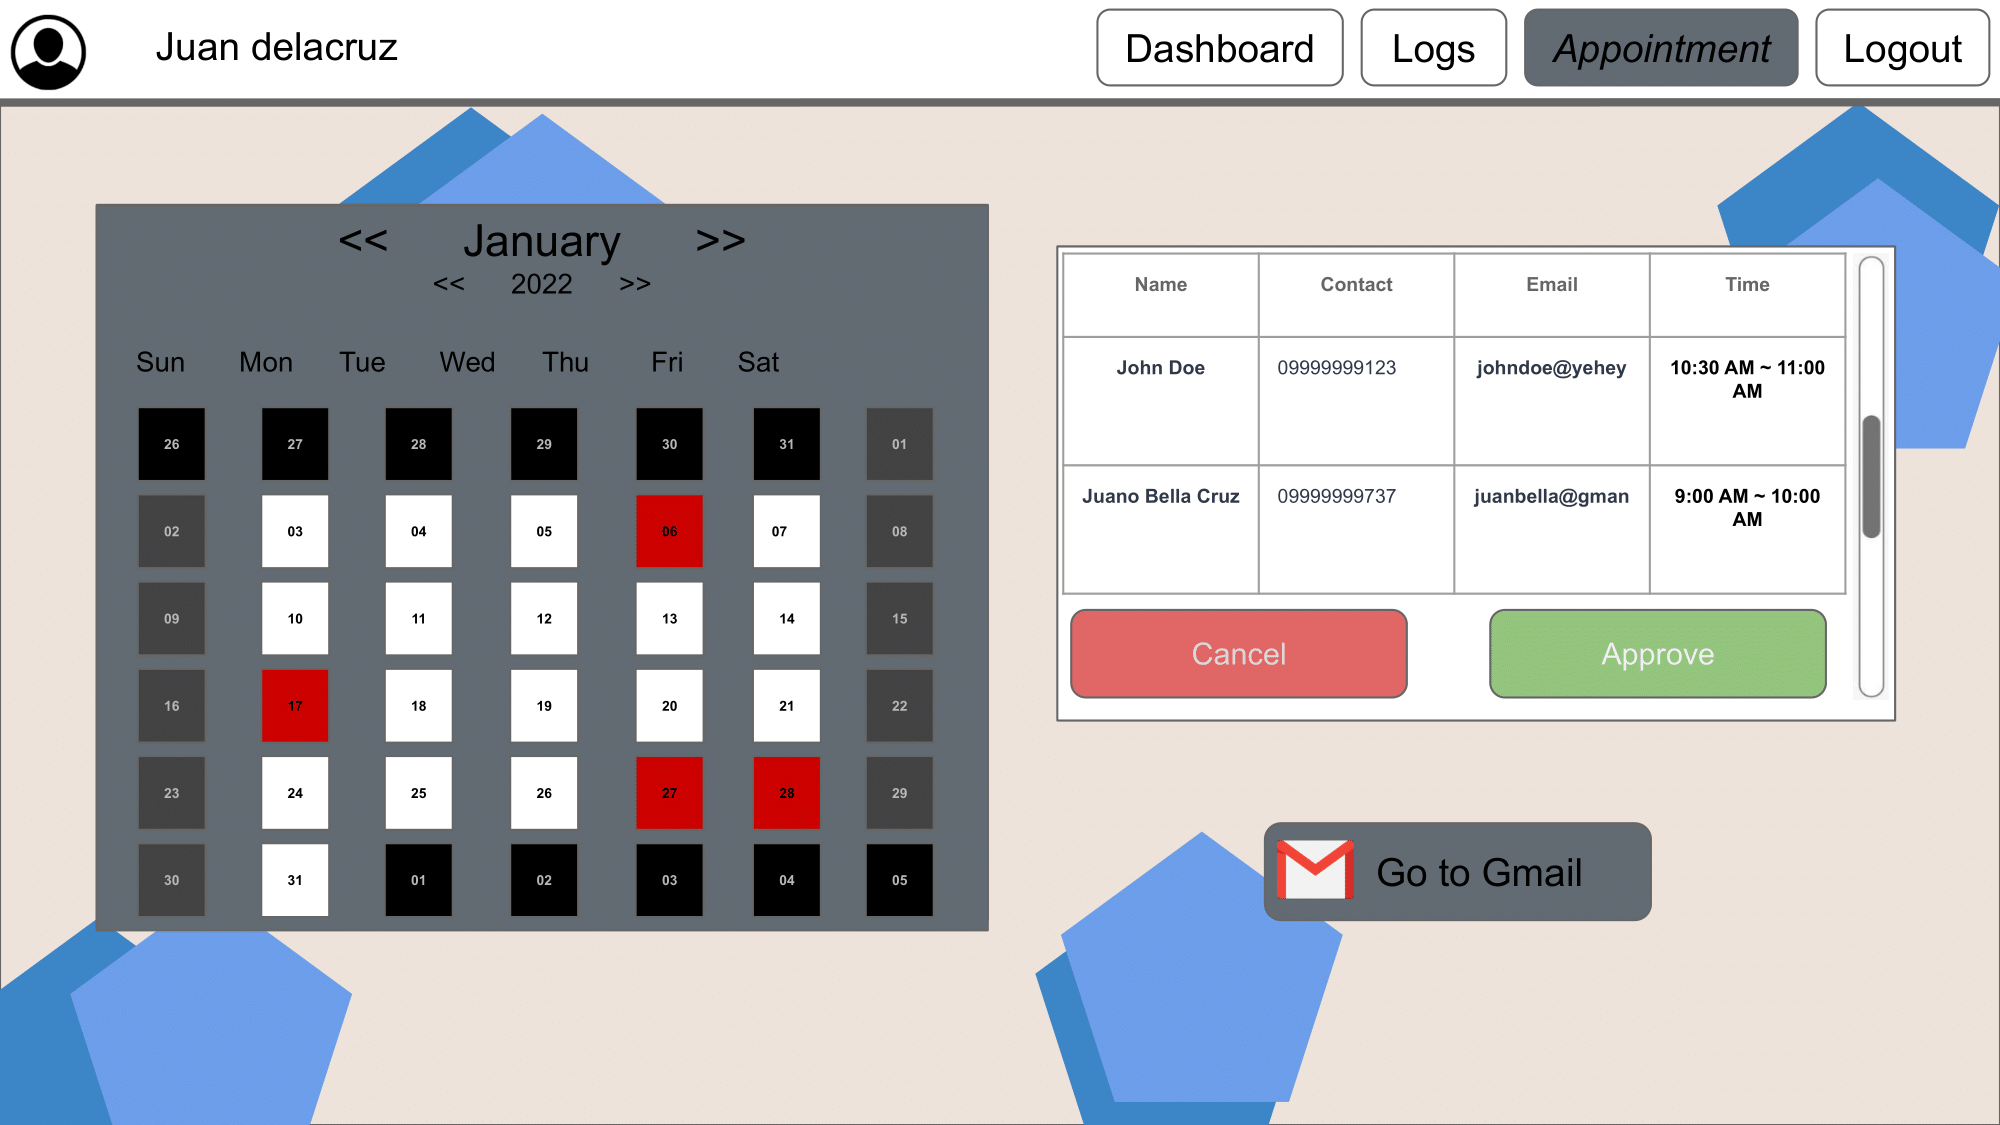 Juan delacruz
Dashboard Logs Appointment Logout
<< January >>
<< 2022 >>
Sun Mon Tue Wed Thu Fri Sat
26 27 28 29 30 31 01
02 03 04 05 06 07 08
09 10 11 12 13 14 15
16 17 18 19 20 21 22
23 24 25 26 27 28 29
30 31 01 02 03 04 05
Name Contact Email Time
John Doe 09999999123 johndoe@yehey 10:30 AM ~ 11:00
AM
Juano Bella Cruz 09999999737 juanbella@gman 9:00 AM ~ 10:00
AM
Cancel Approve
Go to Gmail